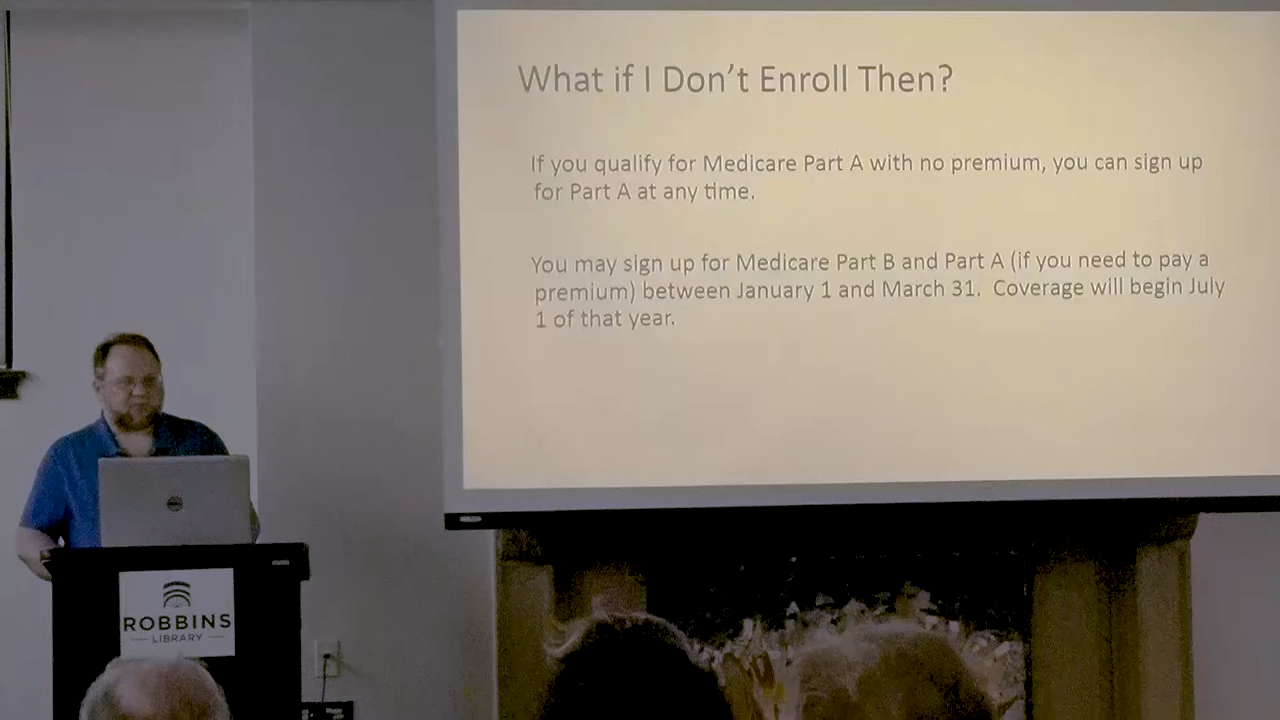 What if I Don't Enroll Then?
If you qualify for Medicare Part A with no premium, you can sign up
for Part A at any time.
You may sign up for Medicare Part B and Part A (if you need to pay a
premium) between January 1 and March 31.  Coverage will begin July
1 of that year.
DELL
ROBBINS
LIBRARY